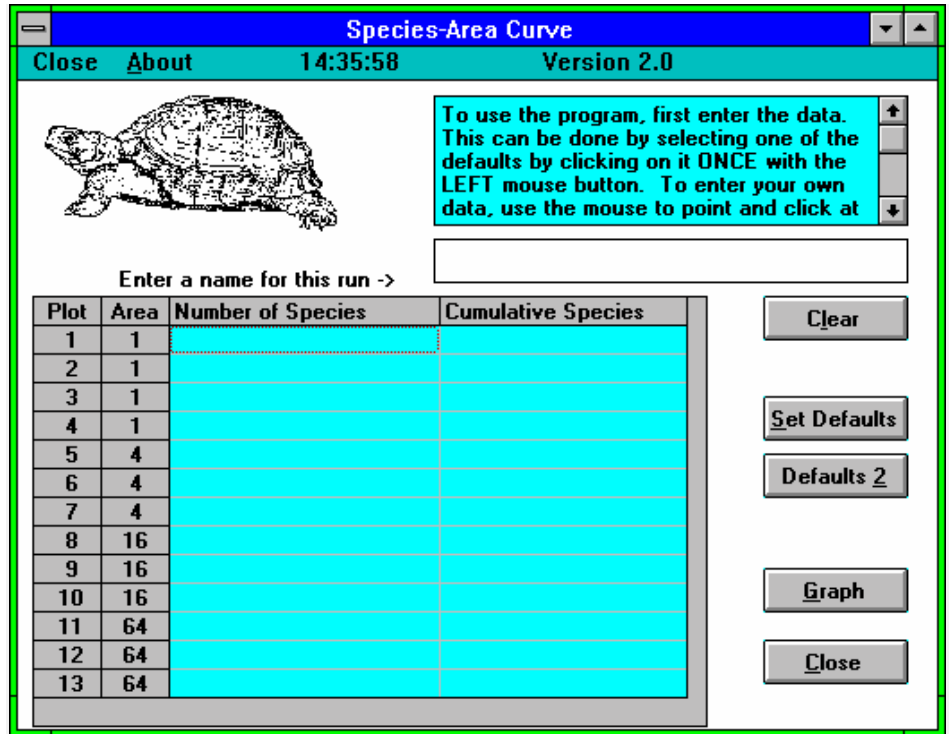 Species-Area Curve
Close About 14:35:58 Version 2.0
To use the program, first enter the data.
This can be done by selecting one of the
defaults by clicking on it ONCE with the
LEFT mouse button. To enter your own
data, use the mouse to point and click at
Enter a name for this run ->
Plot Area Number of Species Cumulative Species
1 1
2 1
3 1
4 1
5 4
6 4
7 4
8 16
9 16
10 16
11 64
12 64
13 64
Clear
Set Defaults
Defaults 2
Graph
Close